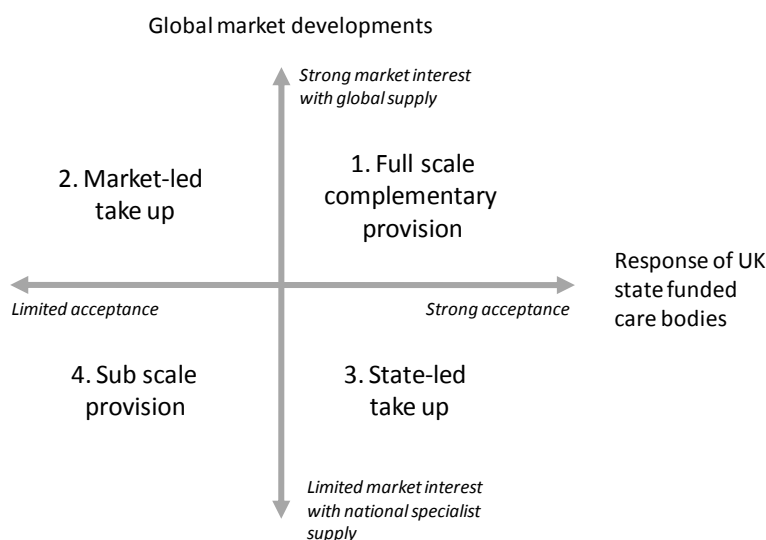 Global market developments
Strong market interest
with global supply
2. Market-led
take up
1. Full scale
complementary
provision
Response of UK
state funded
care bodies
Limited acceptance
Strong acceptance
4. Sub scale
provision
3. State-led
take up
Limited market interest
with national specialist
supply